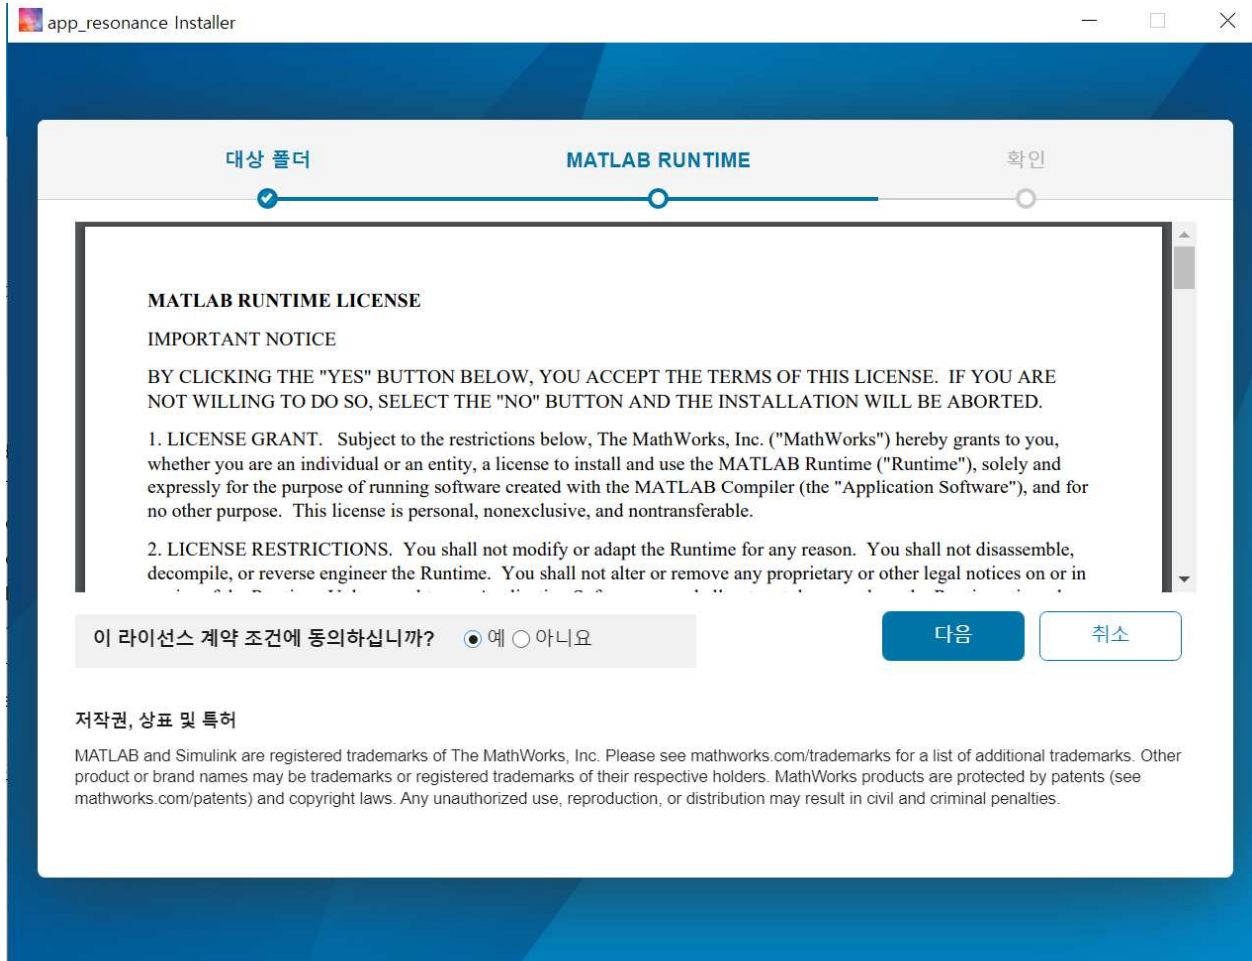 app_resonance Installer
대상 폴더
MATLAB RUNTIME
확인
MATLAB RUNTIME LICENSE
IMPORTANT NOTICE
BY CLICKING THE "YES" BUTTON BELOW, YOU ACCEPT THE TERMS OF THIS LICENSE. IF YOU ARE
NOT WILLING TO DO SO, SELECT THE "NO" BUTTON AND THE INSTALLATION WILL BE ABORTED.
1. LICENSE GRANT. Subject to the restrictions below, The MathWorks, Inc. ("MathWorks") hereby grants to you,
whether you are an individual or an entity, a license to install and use the MATLAB Runtime ("Runtime"), solely and
expressly for the purpose of running software created with the MATLAB Compiler (the "Application Software"), and for
no other purpose. This license is personal, nonexclusive, and nontransferable.
2. LICENSE RESTRICTIONS. You shall not modify or adapt the Runtime for any reason. You shall not disassemble,
decompile, or reverse engineer the Runtime. You shall not alter or remove any proprietary or other legal notices on or in
이 라이선스 계약 조건에 동의하십니까? 예 아니요
다음
취소
저작권, 상표 및 특허
MATLAB and Simulink are registered trademarks of The MathWorks, Inc. Please see mathworks.com/trademarks for a list of additional trademarks. Other
product or brand names may be trademarks or registered trademarks of their respective holders. MathWorks products are protected by patents (see
mathworks.com/patents) and copyright laws. Any unauthorized use, reproduction, or distribution may result in civil and criminal penalties.